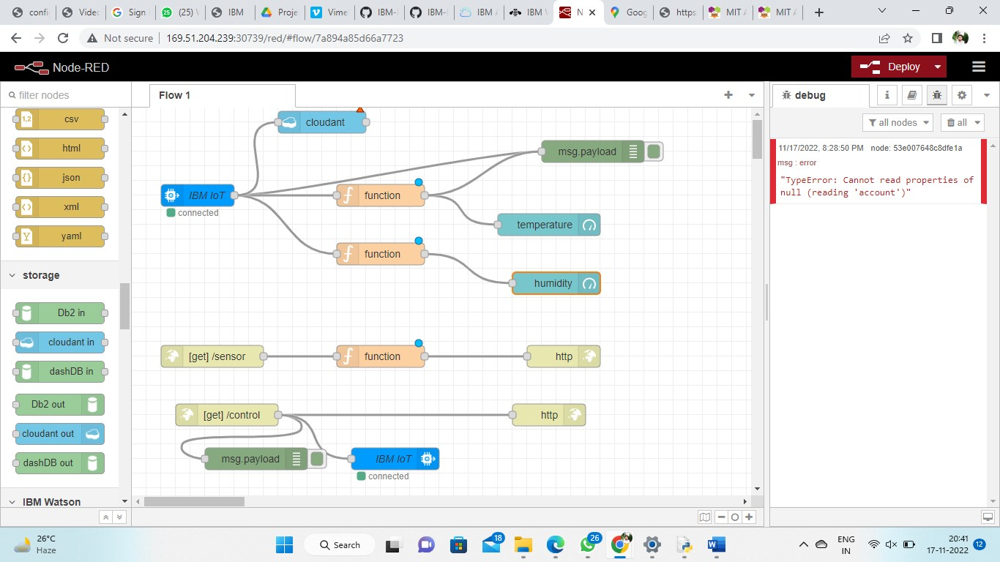 confi
Videc
Sign
(25) 
IBM
Proje
Vime
IBM-
IBM-
IBM
IBM
N
Goog
https
MIT
MIT
Not secure
169.51.204.239:30739/red/#flow/7a894a85d66a7723
Node-RED
Deploy
filter nodes
Flow 1
debug
all nodes
all
csv
html
json
xml
yaml
storage
Db2 in
cloudant in
dashDB in
Db2 out
cloudant out
dashDB out
IBM Watson
cloudant
msg.payload
IBM IoT
connected
function
temperature
function
humidity
[get] /sensor
function
http
[get] /control
http
msg.payload
IBM IoT
connected
11/17/2022, 8:28:50 PM node: 53e007648c8dfe1a
msg : error
"TypeError: Cannot read properties of
null (reading 'account')"
26°C
Haze
Search
18
26
ENG
IN
20:41
17-11-2022
12